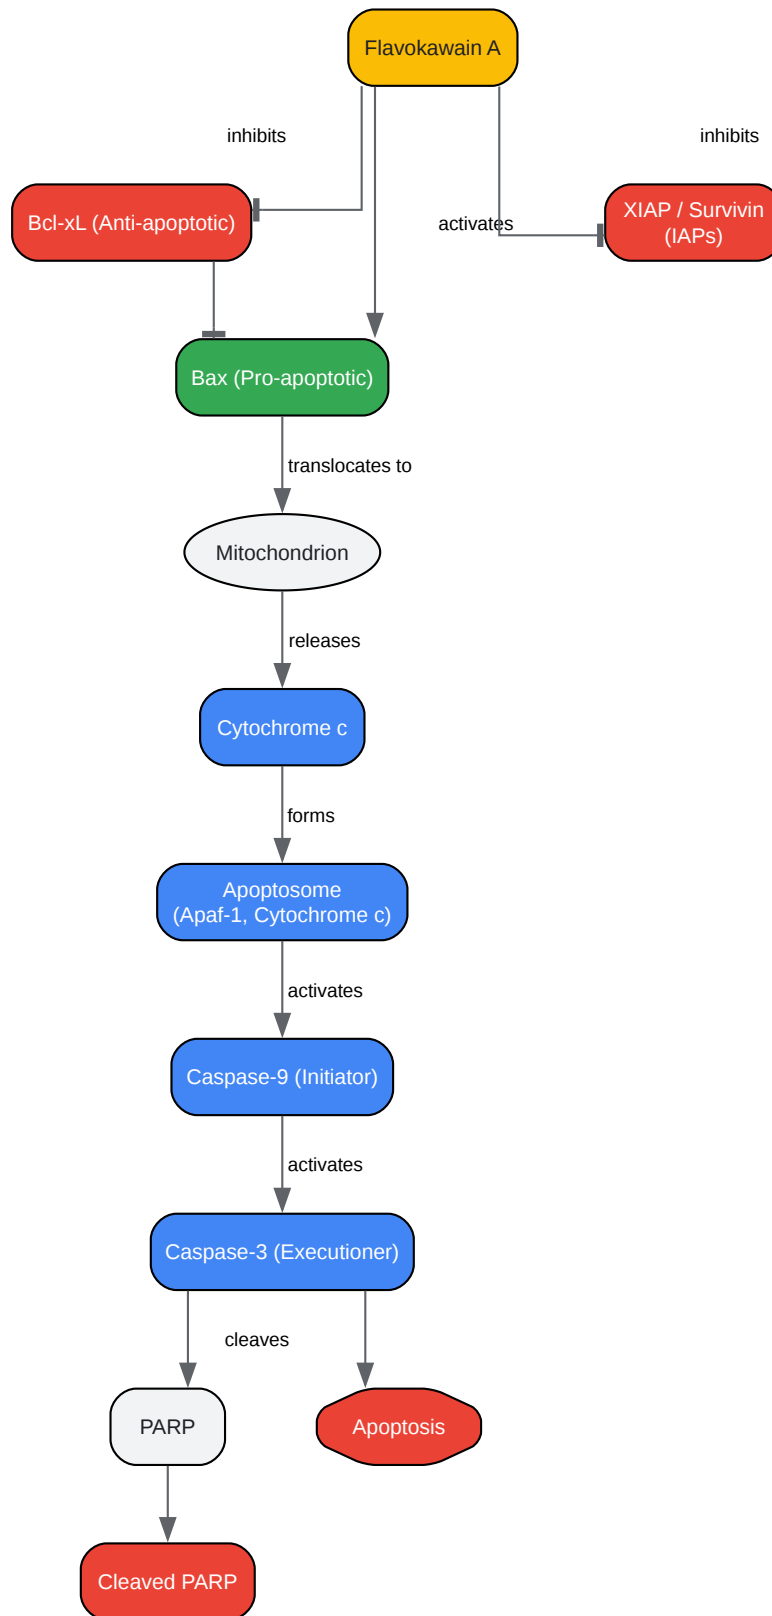 Flavokawain A
inhibits
inhibits
Bcl-xL (Anti-apoptotic)
activates
XIAP / Survivin
(IAPs)
Bax (Pro-apoptotic)
translocates to
Mitochondrion
releases
Cytochrome c
forms
Apoptosome
(Apaf-1, Cytochrome c)
activates
Caspase-9 (Initiator)
activates
Caspase-3 (Executioner)
cleaves
PARP
Apoptosis
Cleaved PARP